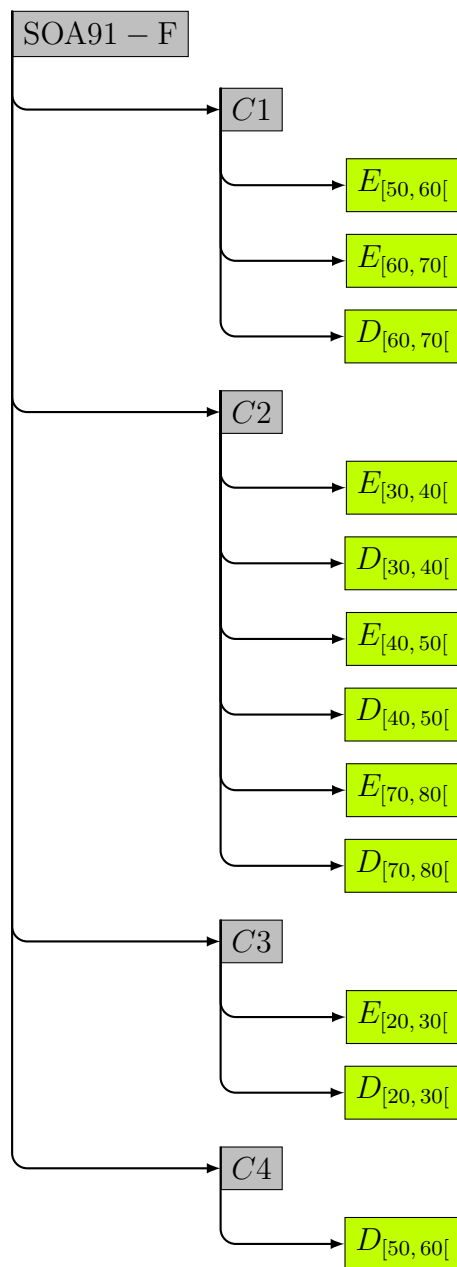 SOA91 – F
C1
E[50, 60[
E[60, 70[
D[60, 70[
C2
E[30, 40[
D[30, 40[
E[40, 50[
D[40, 50[
E[70, 80[
D[70, 80[
C3
E[20, 30[
D[20, 30[
C4
D[50, 60[